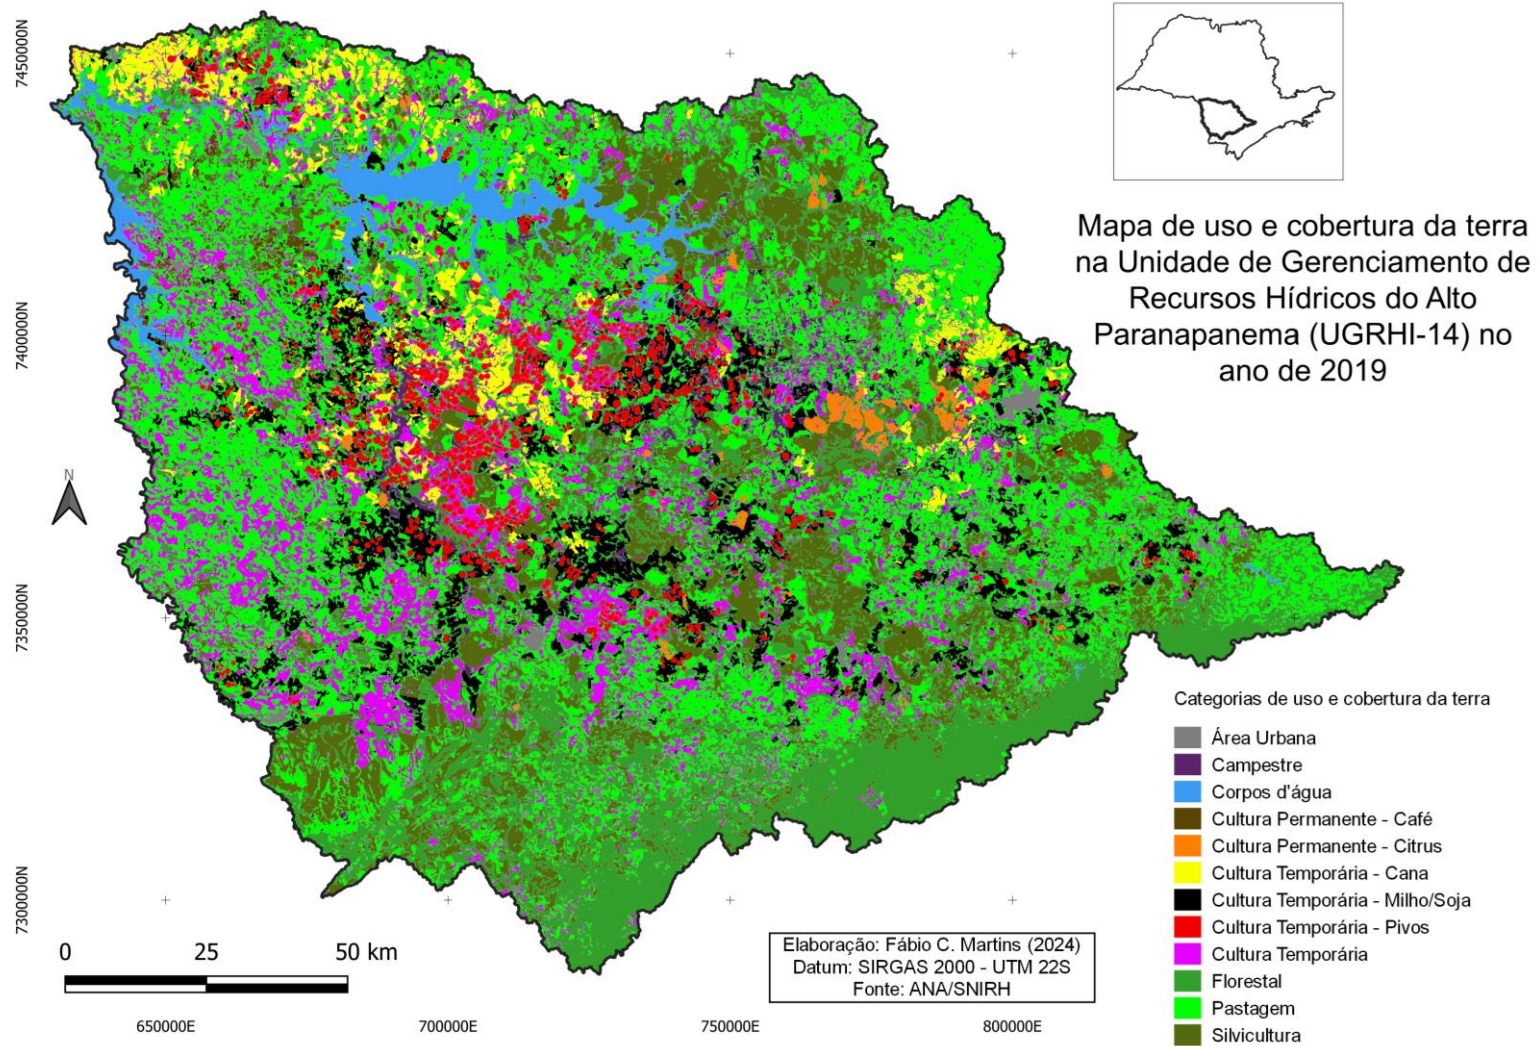 Mapa de uso e cobertura da terra
na Unidade de Gerenciamento de
Recursos Hídricos do Alto
Paranapanema (UGRHI-14) no
ano de 2019
7450000N
7400000N
7350000N
7300000N
N
Categorias de uso e cobertura da terra
Área Urbana
Campestre
Corpos d'água
Cultura Permanente - Café
Cultura Permanente - Citrus
Cultura Temporária - Cana
Cultura Temporária - Milho/Soja
Cultura Temporária - Pivos
Cultura Temporária
Florestal
Pastagem
Silvicultura
0 25 50 km
Elaboração: Fábio C. Martins (2024)
Datum: SIRGAS 2000 - UTM 22S
Fonte: ANA/SNIRH
650000E 700000E 750000E 800000E